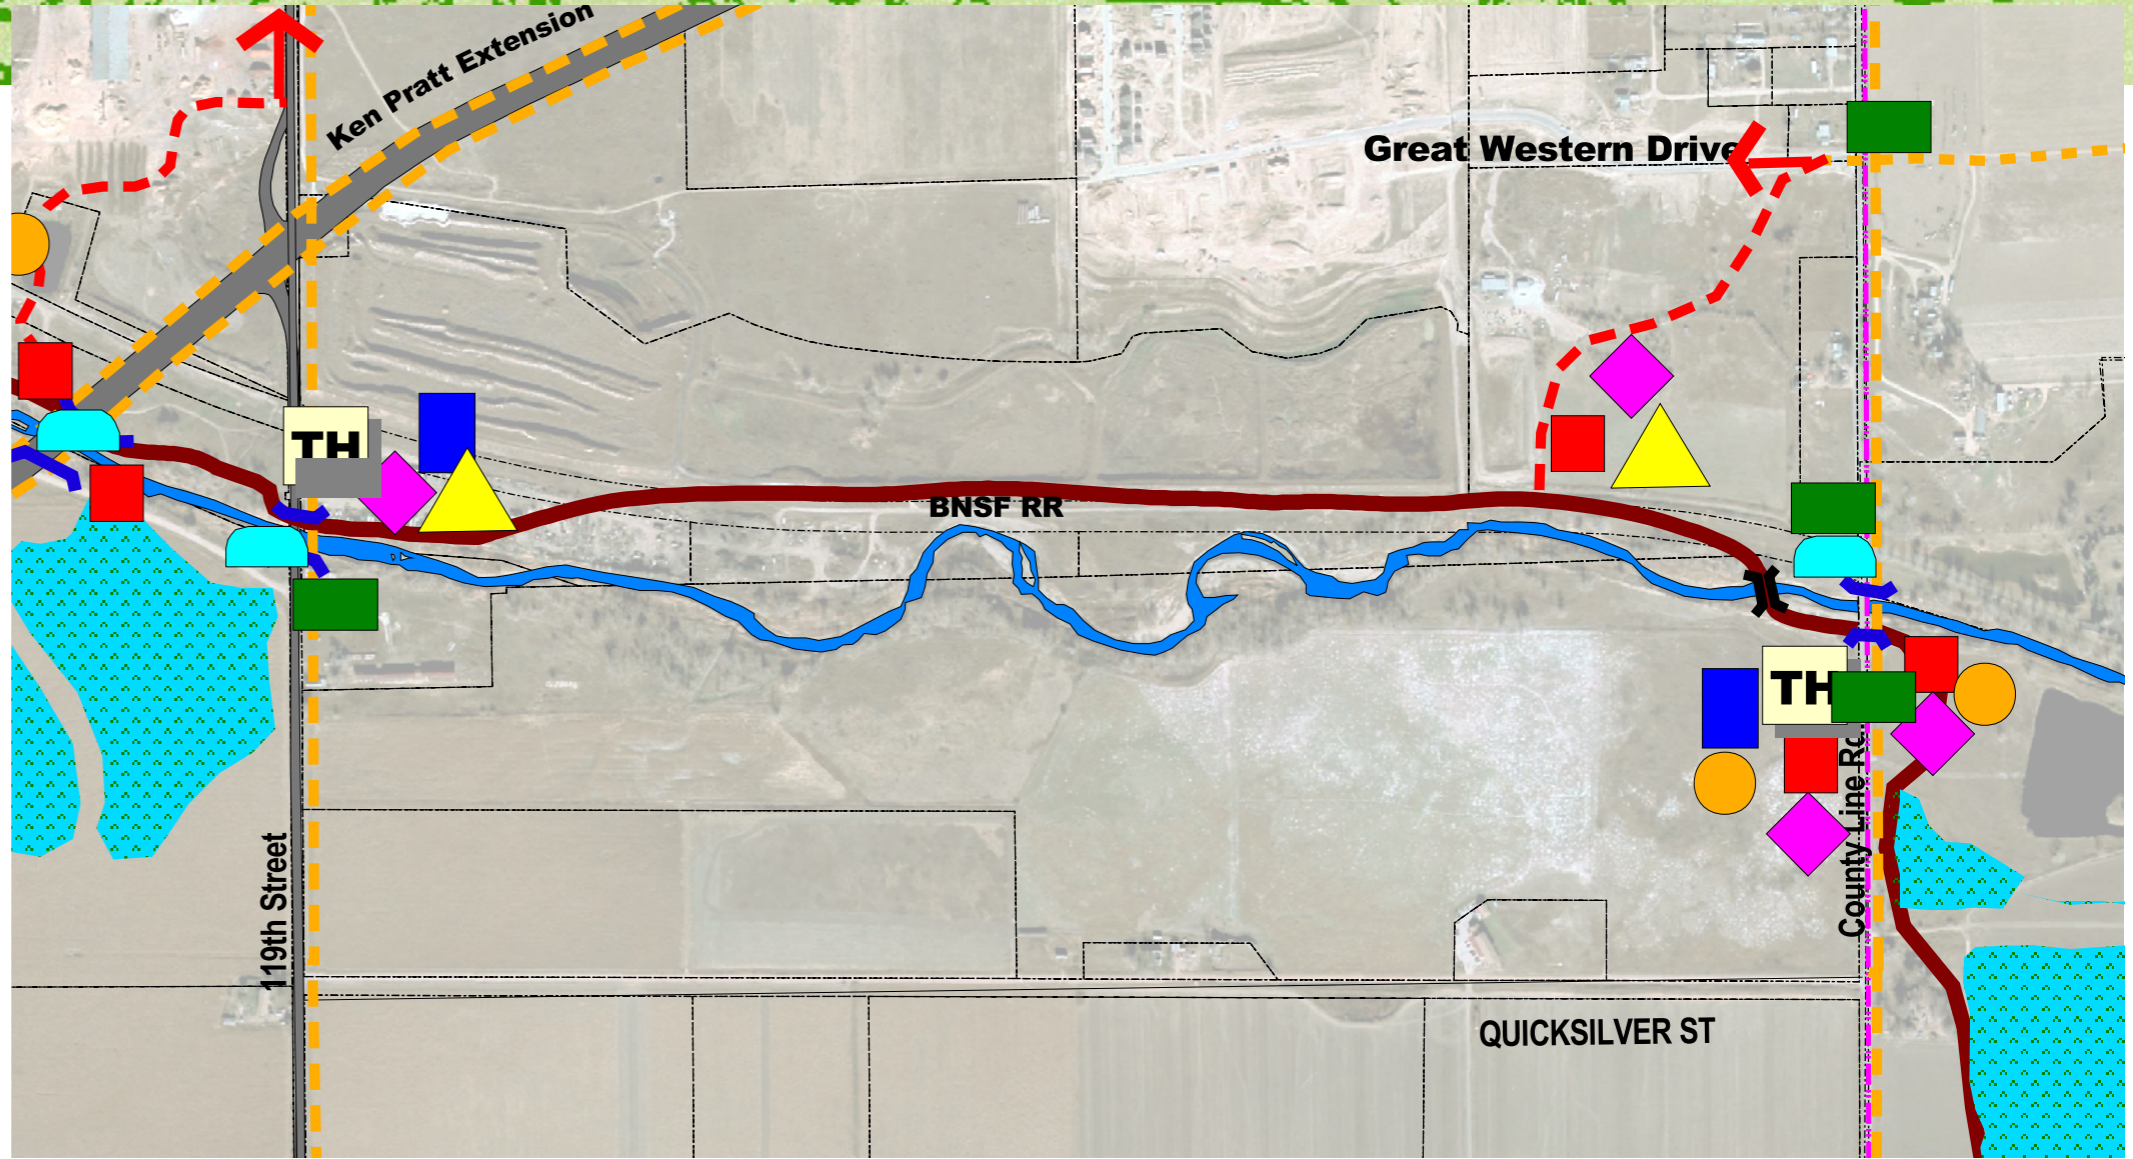 Ken Pratt Extension
Great Western Drive
TH
BNSF RR
TH
County Line Rd
119th Street
QUICKSILVER ST